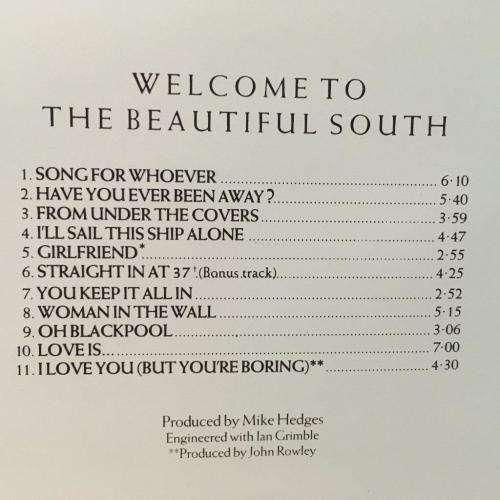 WELCOME TO
THE BEAUTIFUL SOUTH
1. SONG FOR WHOEVER ........................................ 6·10
2. HAVE YOU EVER BEEN AWAY? ........................................ 5·40
3. FROM UNDER THE COVERS ........................................ 3·59
4. I'LL SAIL THIS SHIP ALONE ........................................ 4·47
5. GIRLFRIEND* ........................................ 2·55
6. STRAIGHT IN AT 37†(Bonus track) ........................................ 4·25
7. YOU KEEP IT ALL IN ........................................ 2·52
8. WOMAN IN THE WALL ........................................ 5·15
9. OH BLACKPOOL ........................................ 3·06
10. LOVE IS... ........................................ 7·00
11. I LOVE YOU (BUT YOU'RE BORING)** ........................................ 4·30
Produced by Mike Hedges
Engineered with Ian Grimble
**Produced by John Rowley